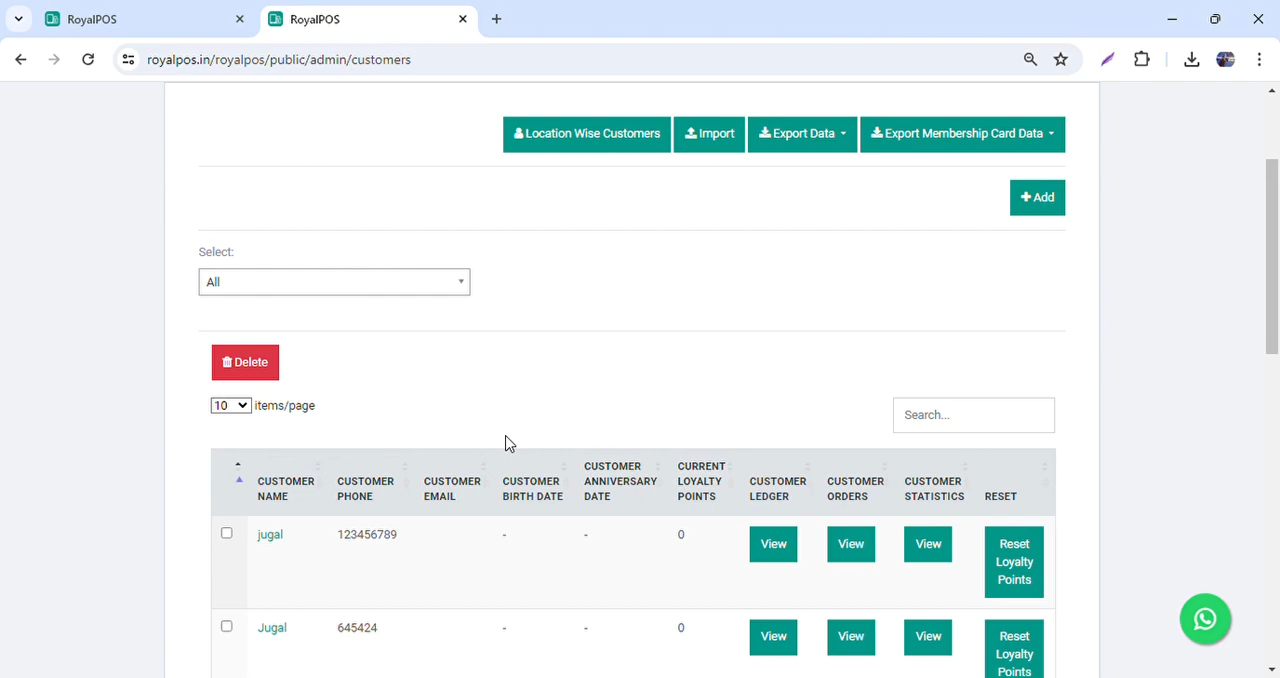 RoyalPOS
RoyalPOS
royalpos.in/royalpos/public/admin/customers
Location Wise Customers
Import
Export Data
Export Membership Card Data
Add
Select:
All
Delete
10 items/page
Search...
CUSTOMER NAME
CUSTOMER PHONE
CUSTOMER EMAIL
CUSTOMER BIRTH DATE
CUSTOMER ANNIVERSARY DATE
CURRENT LOYALTY POINTS
CUSTOMER LEDGER
CUSTOMER ORDERS
CUSTOMER STATISTICS
RESET
jugal 123456789 - - 0 View View View Reset Loyalty Points
Jugal 645424 - - 0 View View View Reset Loyalty Points